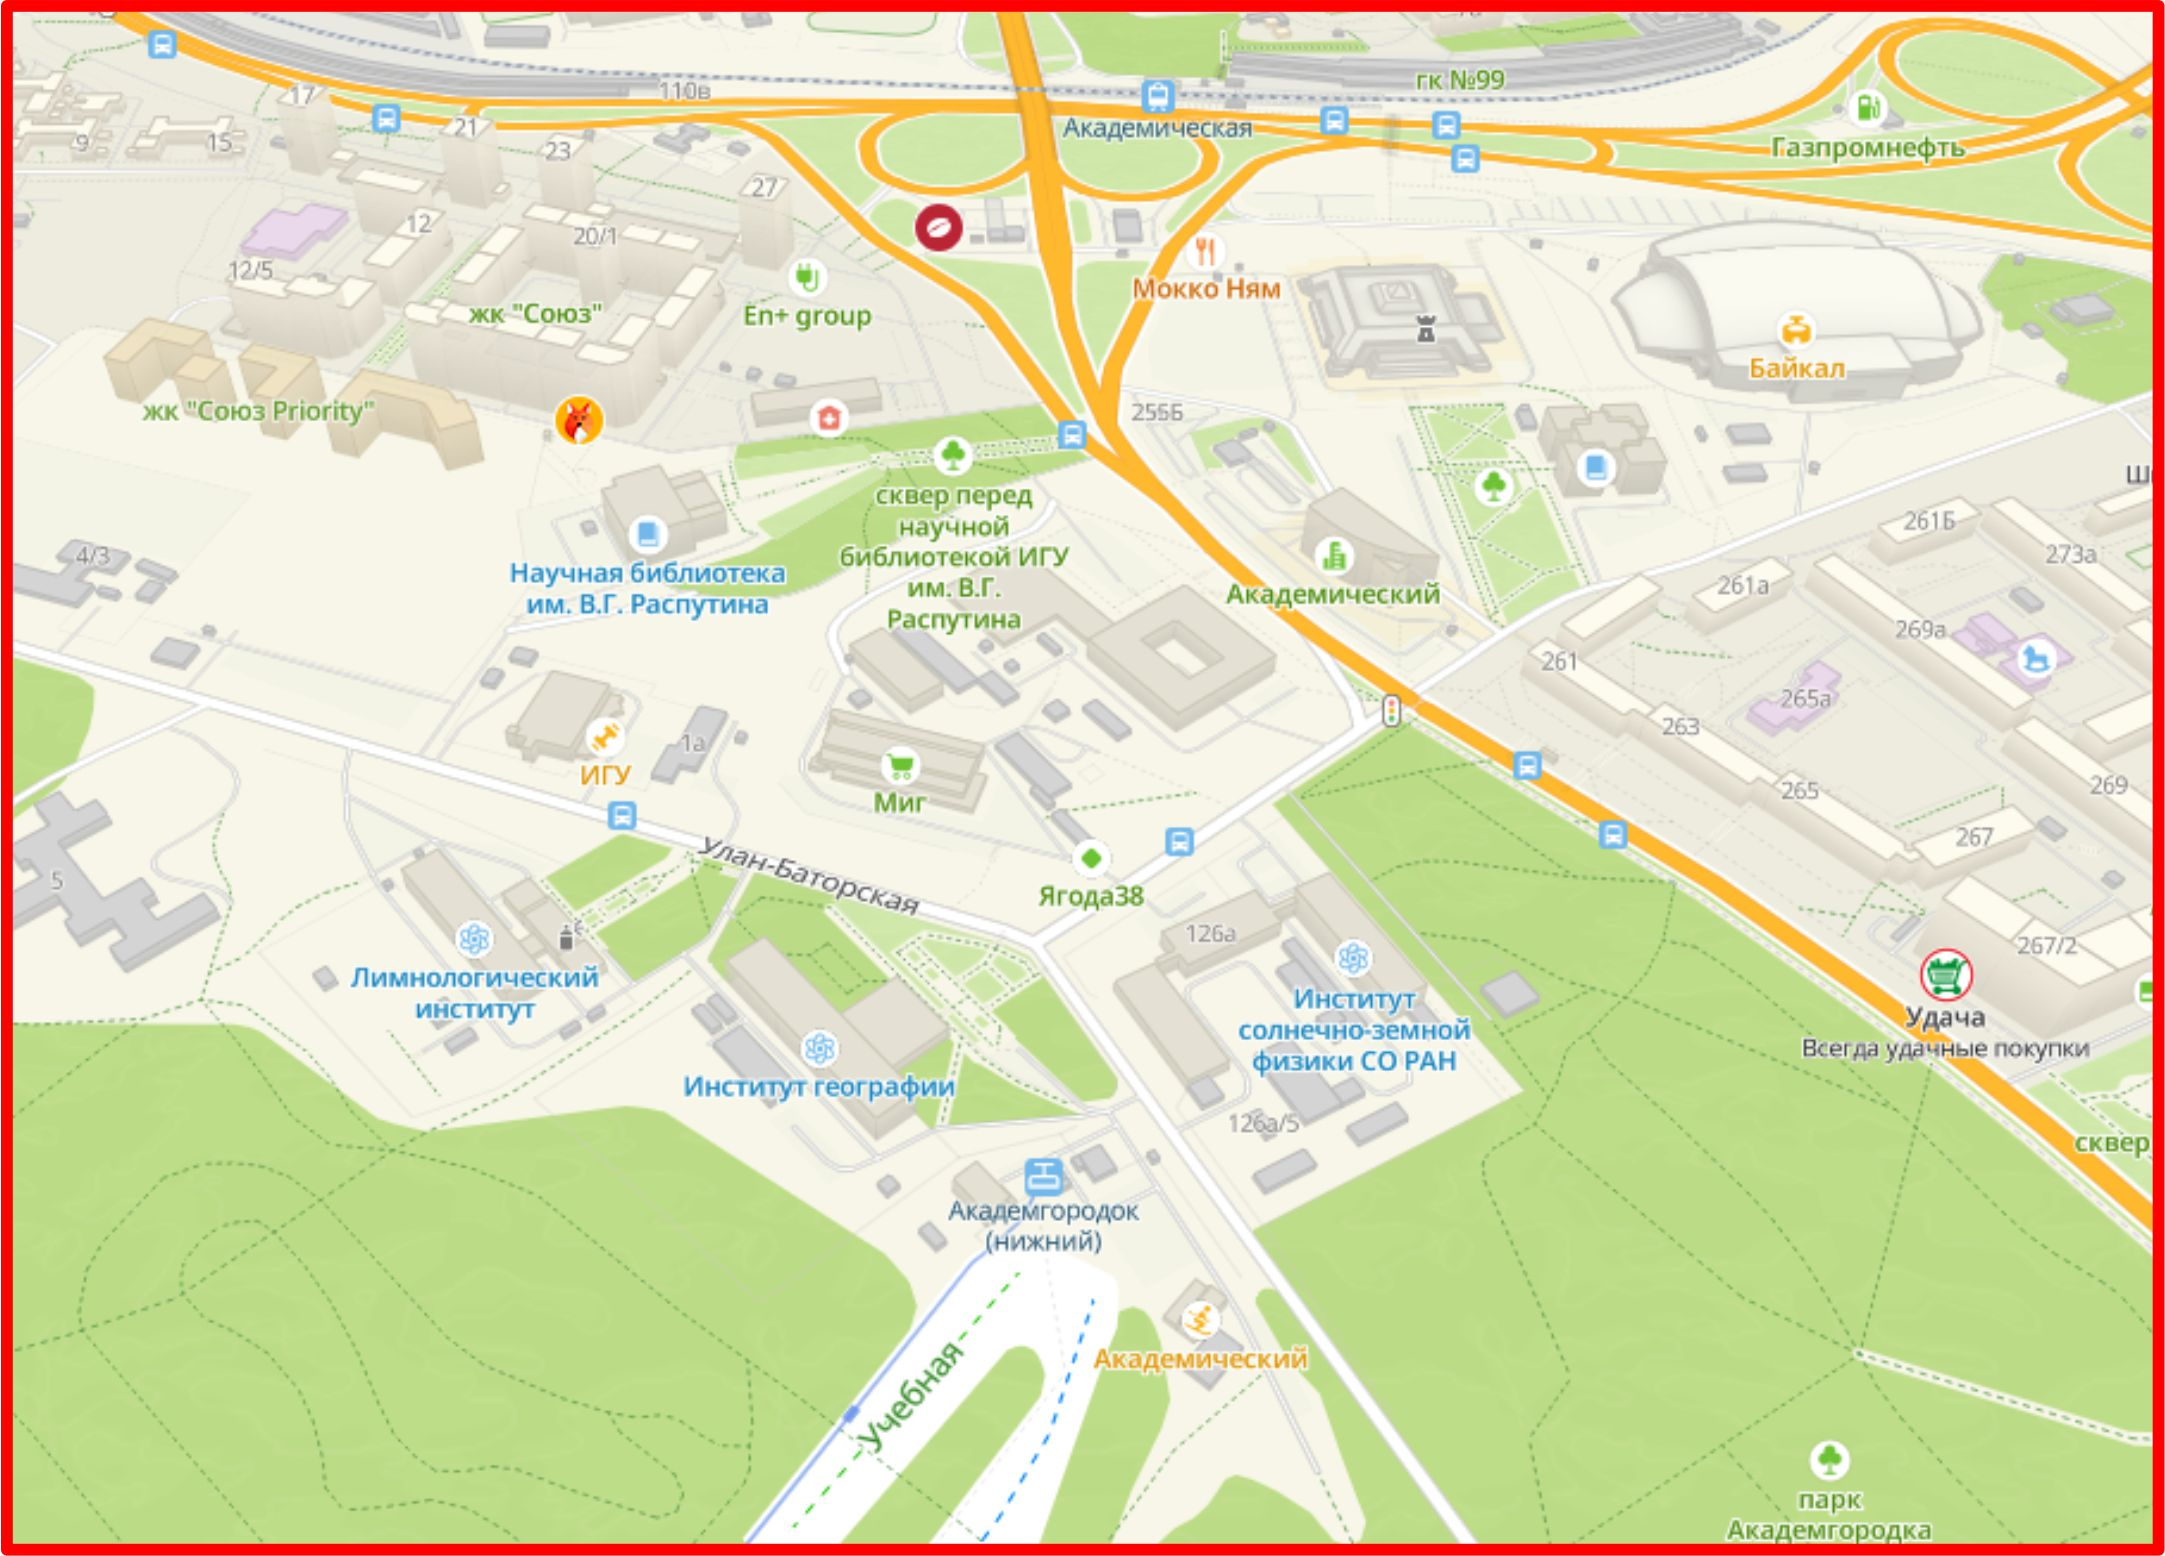 гк №99
17
110в
21
Академическая
9
15
23
Газпромнефть
27
12
20/1
12/5
Мокко Ням
жк "Союз"
En+ group
Байкал
жк "Союз Priority"
255Б
сквер перед
научной
библиотекой ИГУ
им. В.Г.
Распутина
261Б
4/3
273а
Научная библиотека
им. В.Г. Распутина
Академический
261а
269а
261
265а
263
1а
ИГУ
Миг
265
269
267
Улан-Баторская
5
Ягода38
126а
267/2
Лимнологический
институт
Институт
солнечно-земной
физики СО РАН
Удача
Всегда удачные покупки
Институт географии
126а/5
сквер
Академгородок
(нижний)
Академический
Учебная
парк
Академгородка